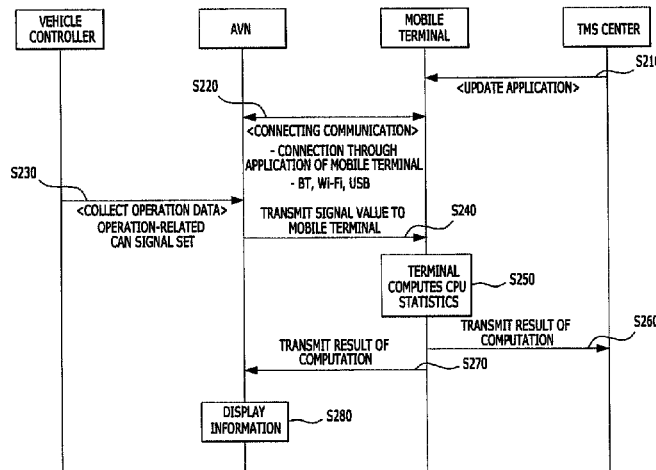 VEHICLE
CONTROLLER
AVN
MOBILE
TERMINAL
TMS CENTER
S210
<UPDATE APPLICATION>
S220
<CONNECTING COMMUNICATION>
- CONNECTION THROUGH
APPLICATION OF MOBILE TERMINAL
- BT, Wi-Fi, USB
S230
<COLLECT OPERATION DATA>
OPERATION-RELATED
CAN SIGNAL SET
TRANSMIT SIGNAL VALUE TO
MOBILE TERMINAL
S240
TERMINAL
COMPUTES CPU
STATISTICS
S250
TRANSMIT RESULT OF
COMPUTATION
S260
TRANSMIT RESULT OF
COMPUTATION
S270
DISPLAY
INFORMATION
S280